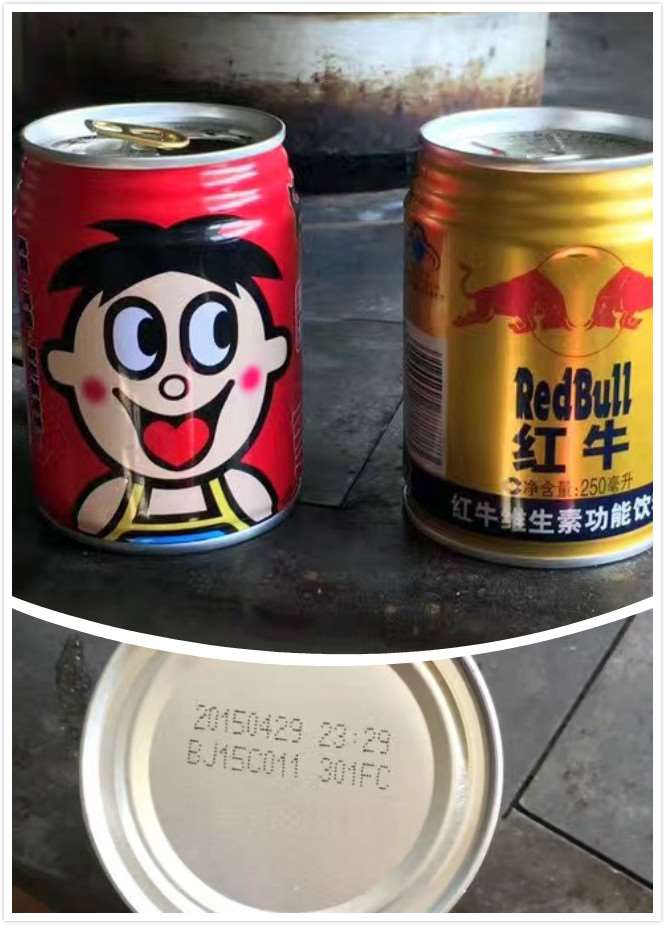 RedBull
红牛
净含量:250毫升
红牛维生素功能饮
20150429 23:29
BJ15C011 301FC